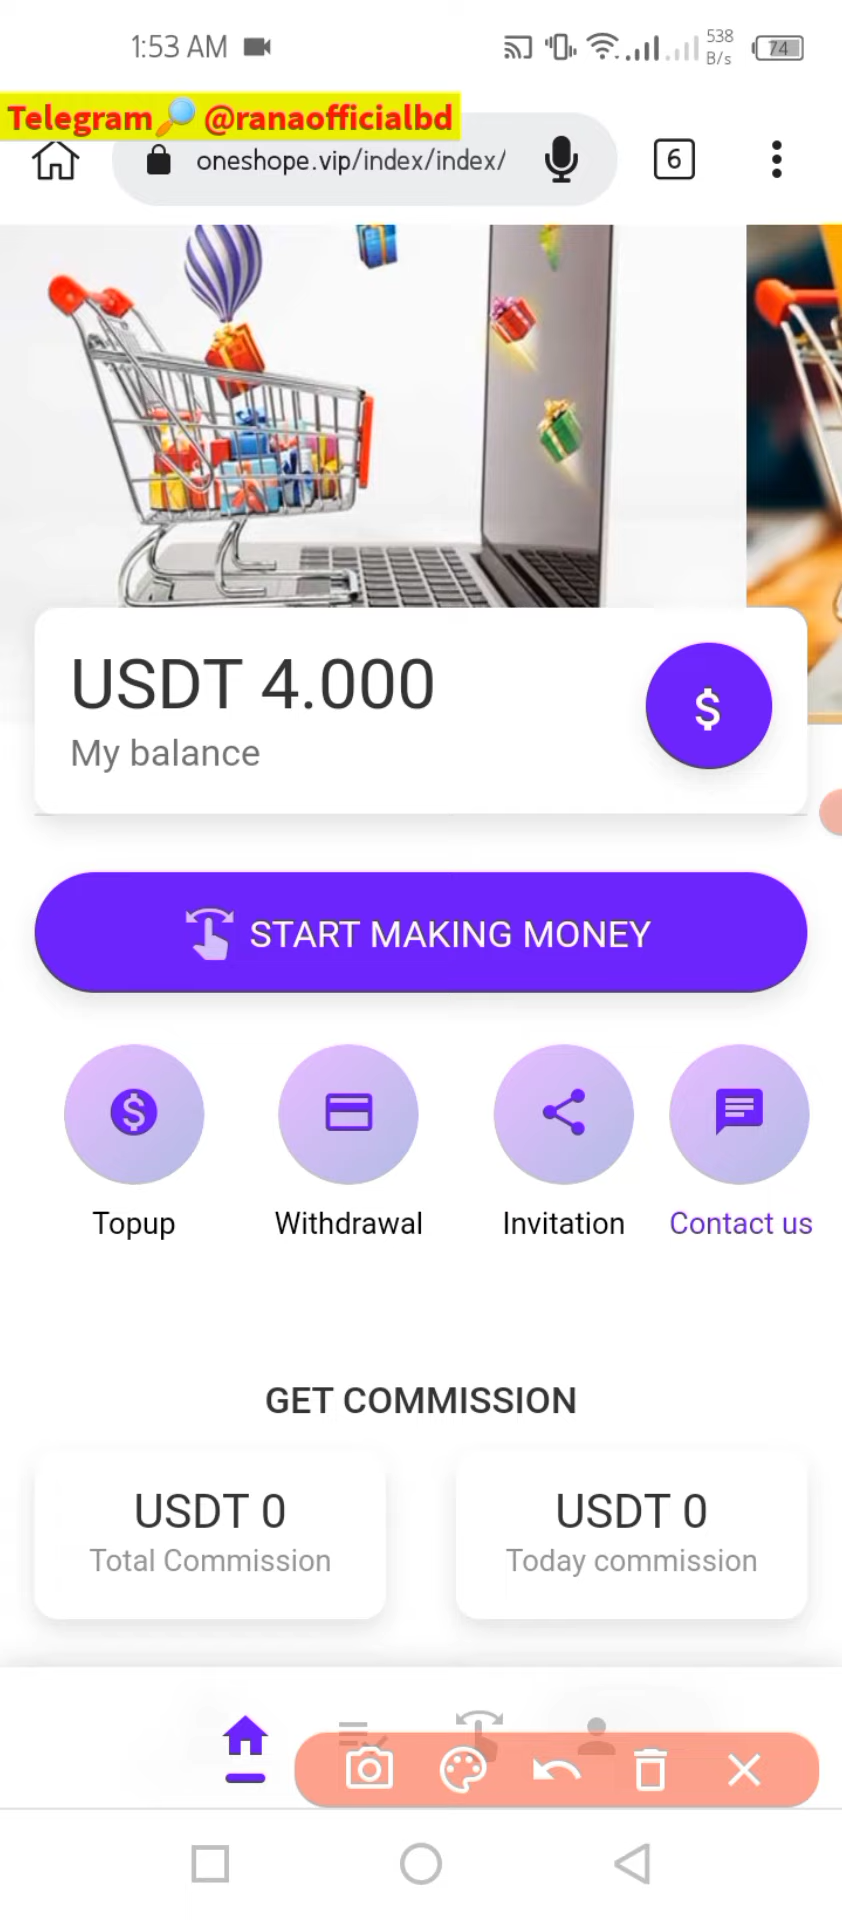 1:53 AM
538
B/s
74
Telegram🔎 @ranaofficialbd
oneshope.vip/index/index/
6
USDT 4.000
My balance
START MAKING MONEY
Topup
Withdrawal
Invitation
Contact us
GET COMMISSION
USDT 0
Total Commission
USDT 0
Today commission